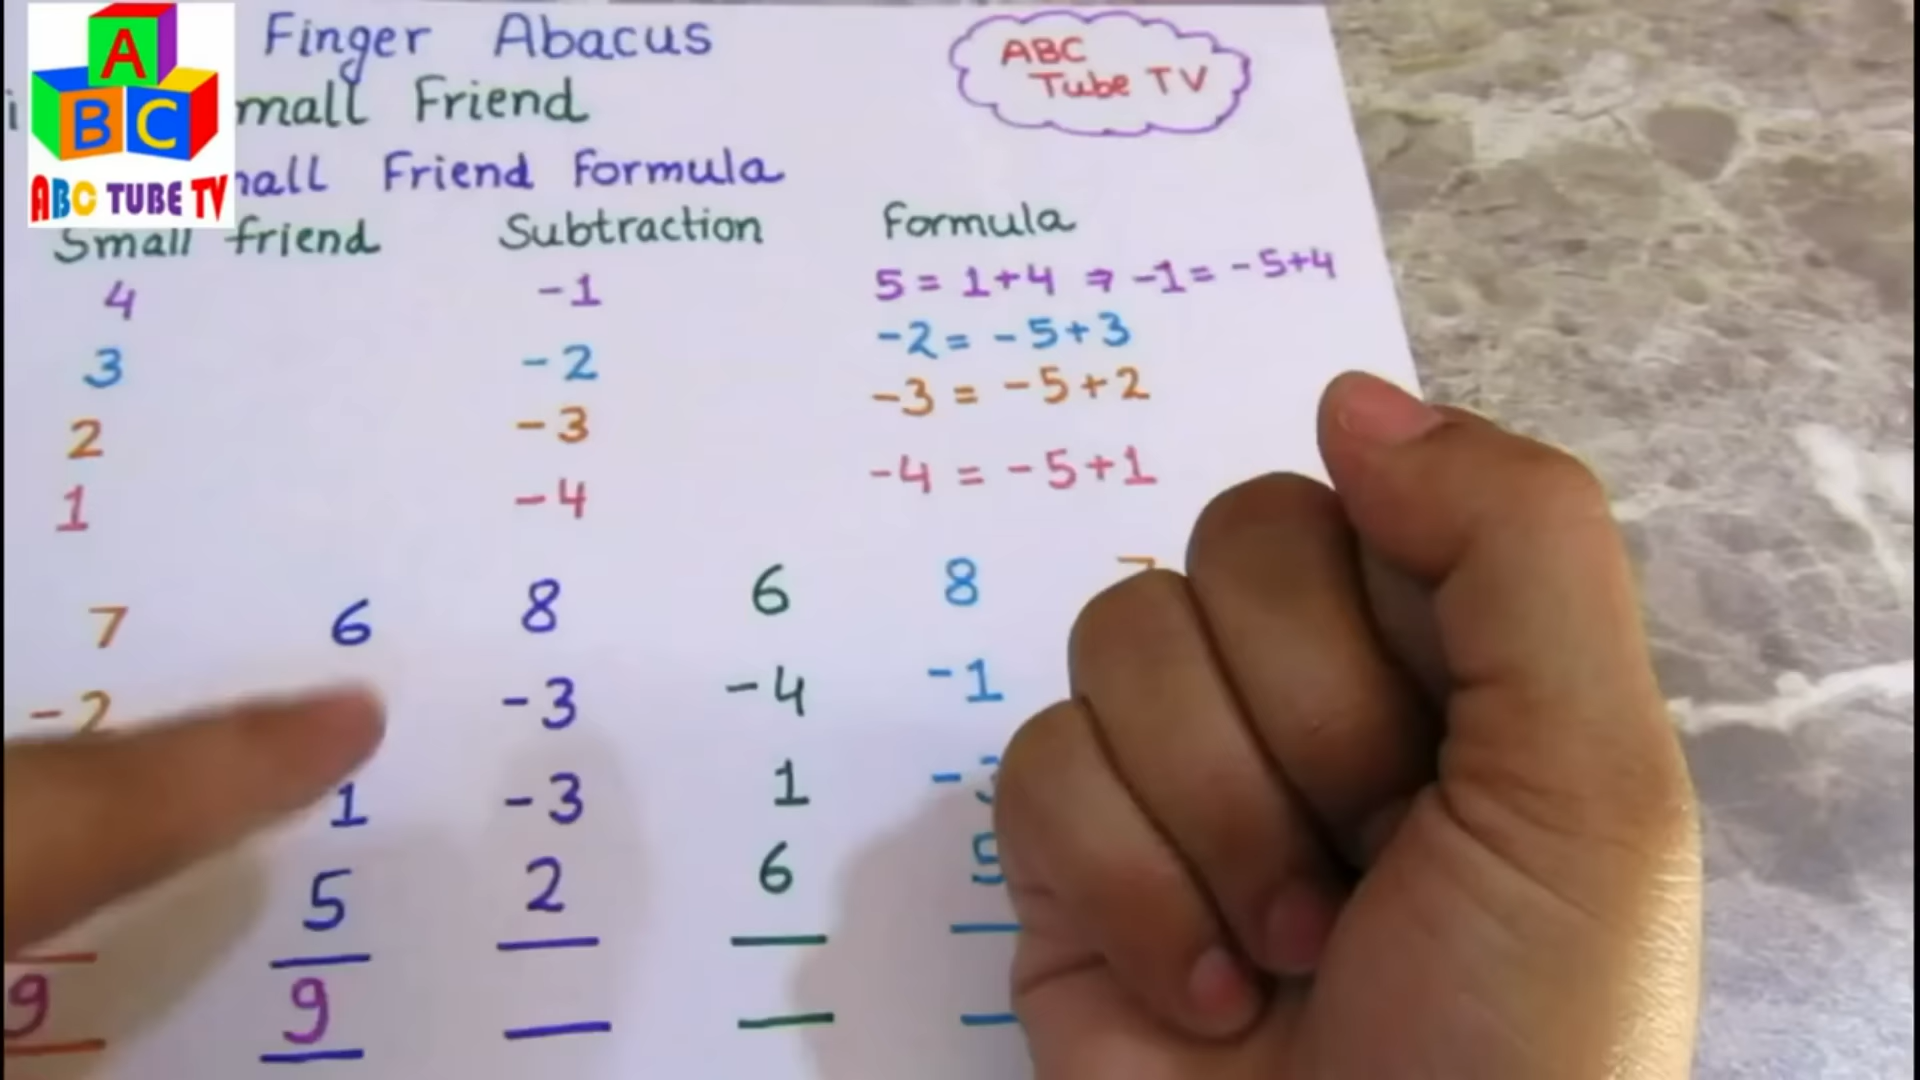 A
B C
ABC TUBE TV
Finger Abacus
mall Friend
ABC
Tube TV
Friend Formula
Small friend Subtraction Formula
4 -1 5 = 1+4 ⇒ -1 = -5+4
3 -2 -2 = -5+3
2 -3 -3 = -5+2
1 -4 -4 = -5+1
7 6 8 6 8
-2 -3 -4 -1
1 -3 1
5 2 6 5
9 9